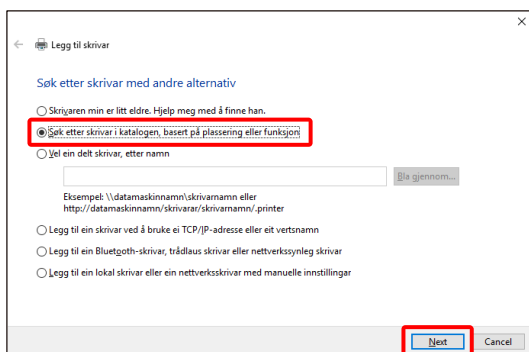 Legg til skrivar
Søk etter skrivar med andre alternativ
Skrivaren min er litt eldre. Hjelp meg med å finne han.
Søk etter skrivar i katalogen, basert på plassering eller funksjon
Vel ein delt skrivar, etter namn
Bla gjennom...
Eksempel: \\datamaskinnamn\skrivarnamn eller
http://datamaskinnamn/skrivarar/skrivarnamn/.printer
Legg til ein skrivar ved å bruke ei TCP/IP-adresse eller eit vertsnamn
Legg til ein Bluetooth-skrivar, trådlaus skrivar eller nettverkssynleg skrivar
Legg til ein lokal skrivar eller ein nettverksskrivar med manuelle innstillingar
Next Cancel